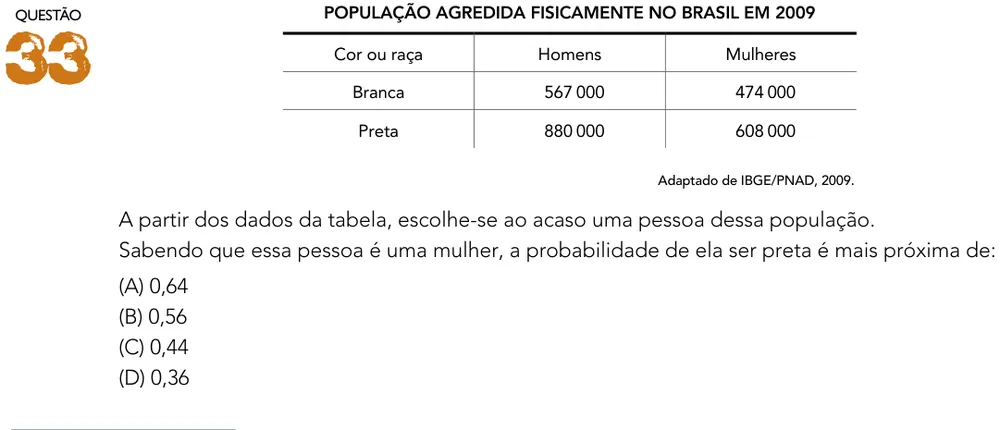 QUESTÃO
33
POPULAÇÃO AGREDIDA FISICAMENTE NO BRASIL EM 2009
Cor ou raça Homens Mulheres
Branca 567 000 474 000
Preta 880 000 608 000
Adaptado de IBGE/PNAD, 2009.
A partir dos dados da tabela, escolhe-se ao acaso uma pessoa dessa população.
Sabendo que essa pessoa é uma mulher, a probabilidade de ela ser preta é mais próxima de:
(A) 0,64
(B) 0,56
(C) 0,44
(D) 0,36